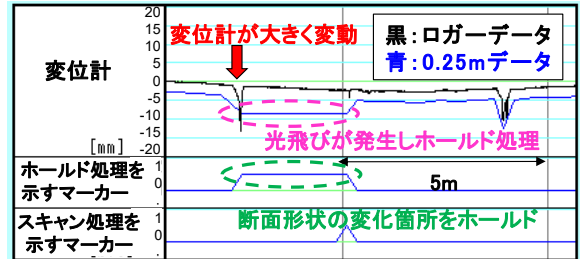 20
15
10
5
0
-5
-10
-15
-20
変位計
[mm]
変位計が大きく変動
黒：ロガーデータ
青：0.25mデータ
光飛びが発生しホールド処理
ホールド処理を
示すマーカー
1
0
5m
断面形状の変化箇所をホールド
スキャン処理を
示すマーカー
1
0